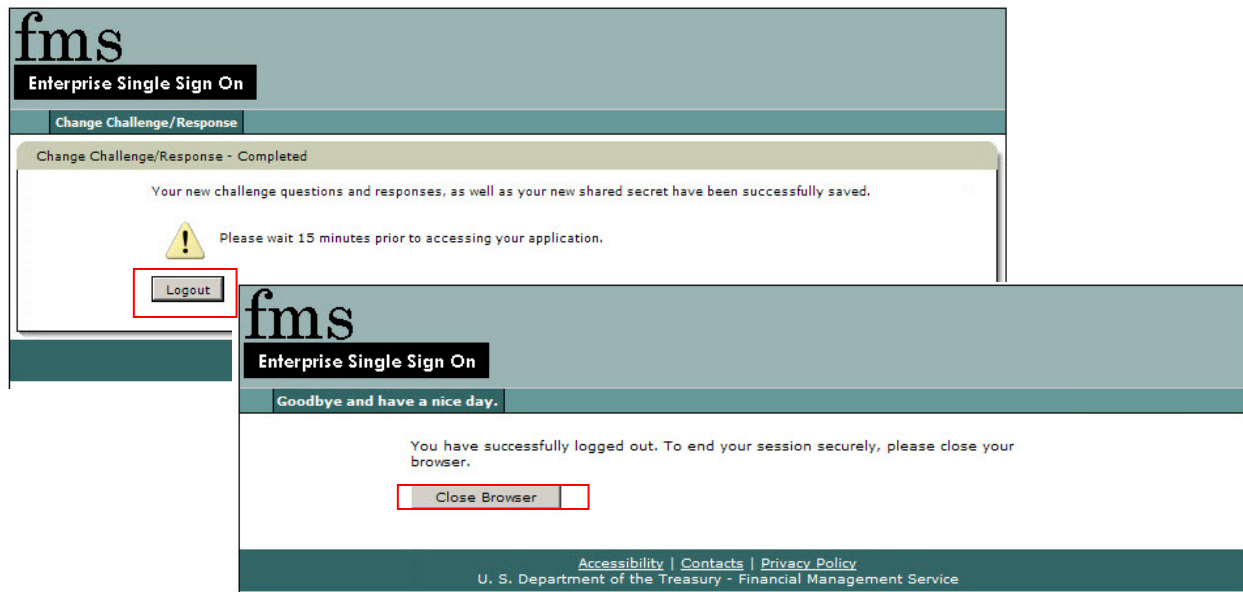 fms
Enterprise Single Sign On
Change Challenge/Response
Change Challenge/Response - Completed
Your new challenge questions and responses, as well as your new shared secret have been successfully saved.
Please wait 15 minutes prior to accessing your application.
Logout
fms
Enterprise Single Sign On
Goodbye and have a nice day.
You have successfully logged out. To end your session securely, please close your
browser.
Close Browser
Accessibility | Contacts | Privacy Policy
U. S. Department of the Treasury - Financial Management Service